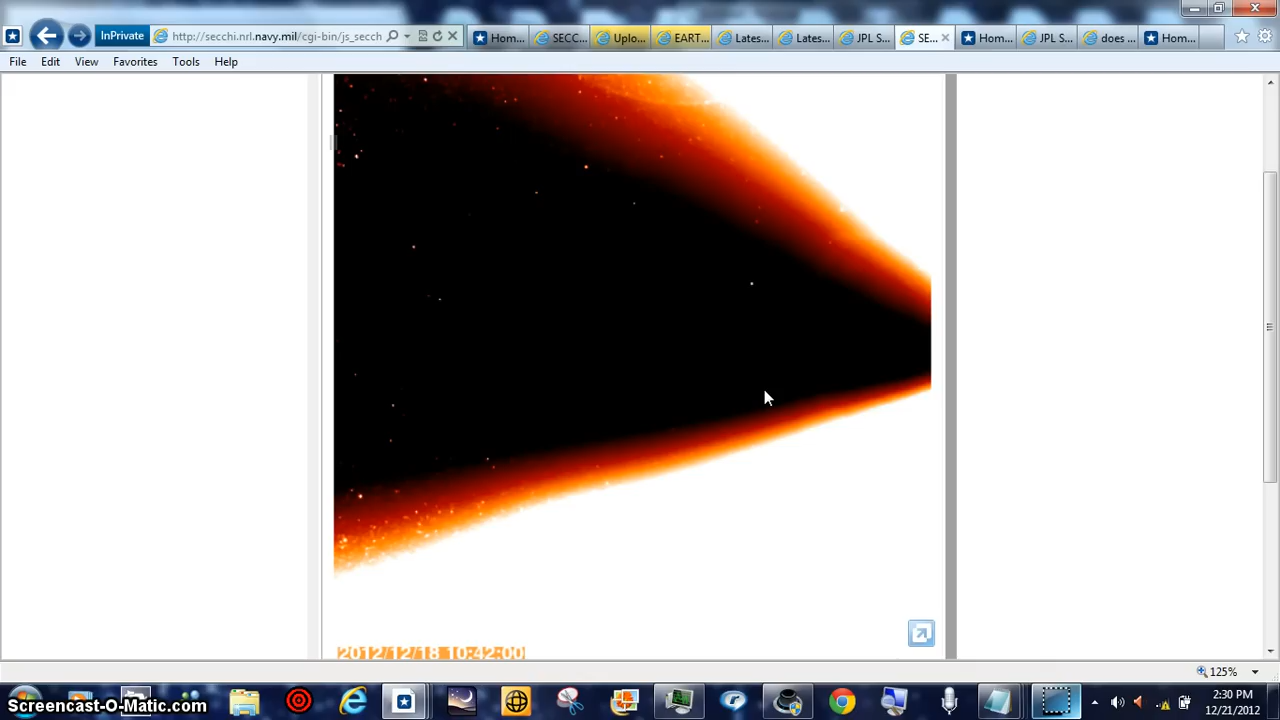 InPrivate
http://secchi.nrl.navy.mil/cgi-bin/js_secch
Hom...
SECC...
Uplo...
EART...
Lates...
Lates...
JPL S...
SE...
Hom...
JPL S...
does ...
Hom...
File Edit View Favorites Tools Help
2012/12/18 10:42:00
125%
Screencast-O-Matic.com
2:30 PM
12/21/2012